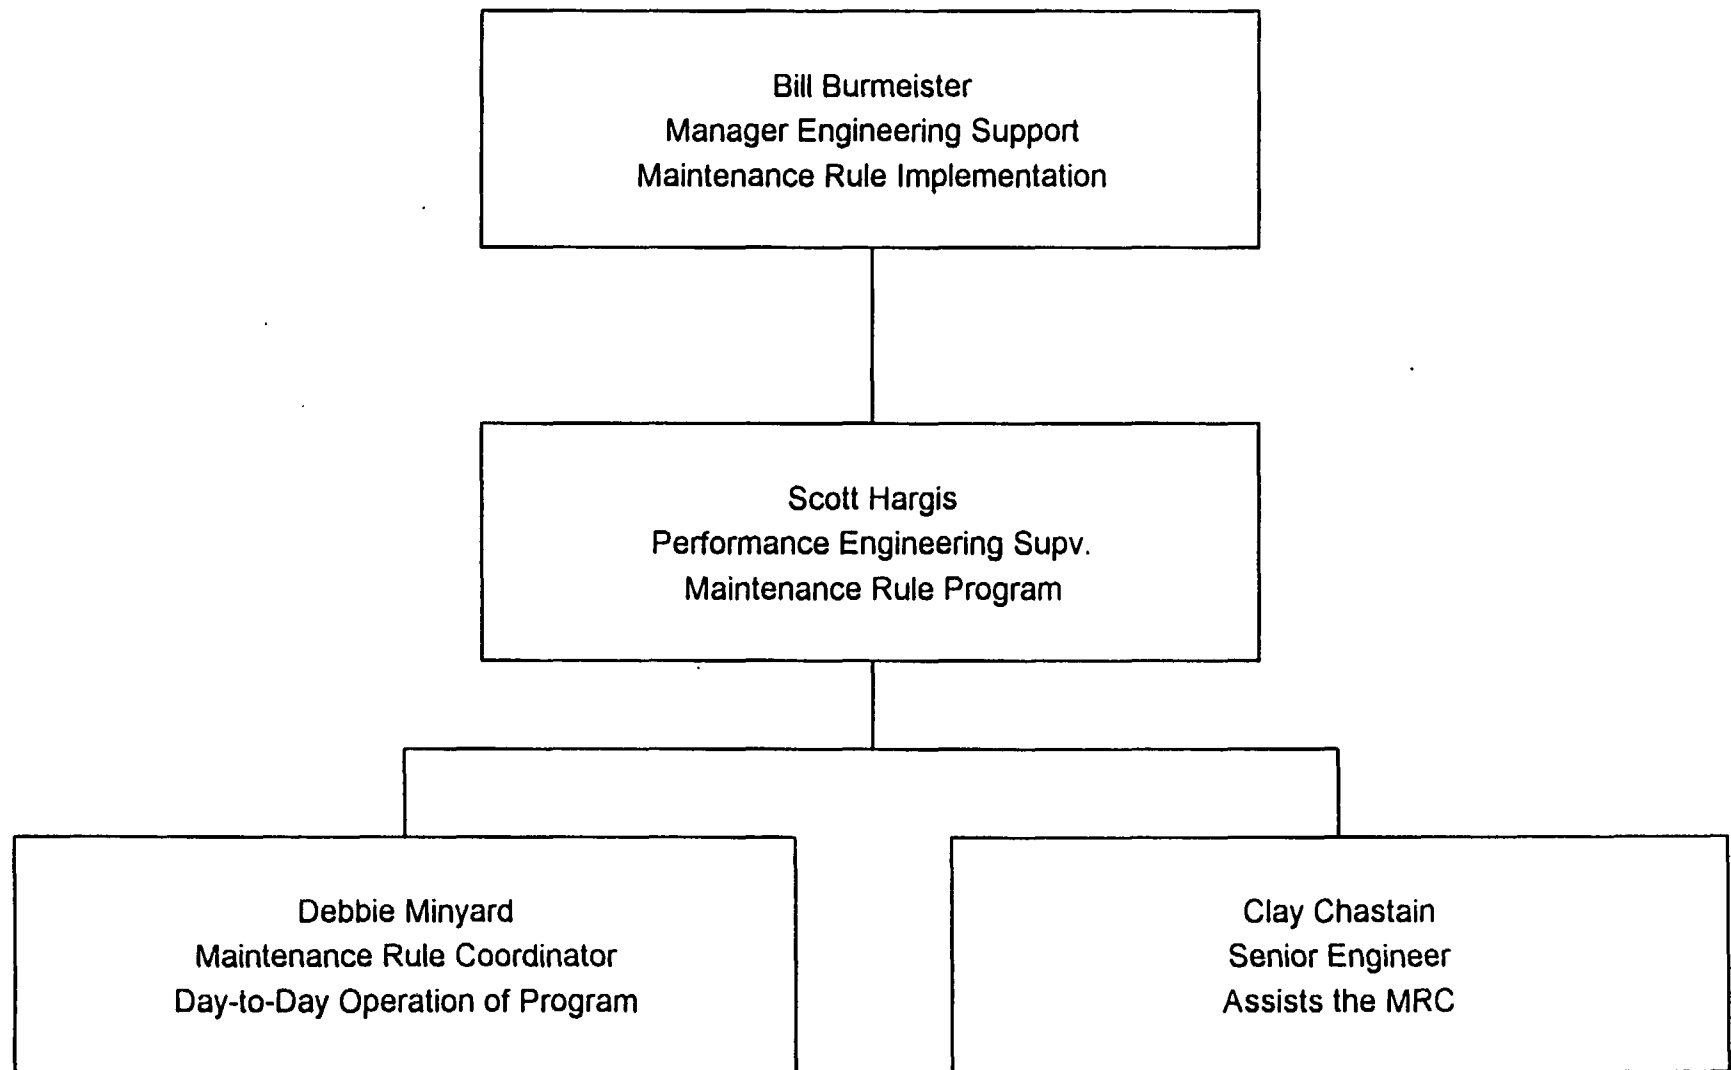 Bill Burmeister
Manager Engineering Support
Maintenance Rule Implementation
Scott Hargis
Performance Engineering Supv.
Maintenance Rule Program
Debbie Minyard
Maintenance Rule Coordinator
Day-to-Day Operation of Program
Clay Chastain
Senior Engineer
Assists the MRC